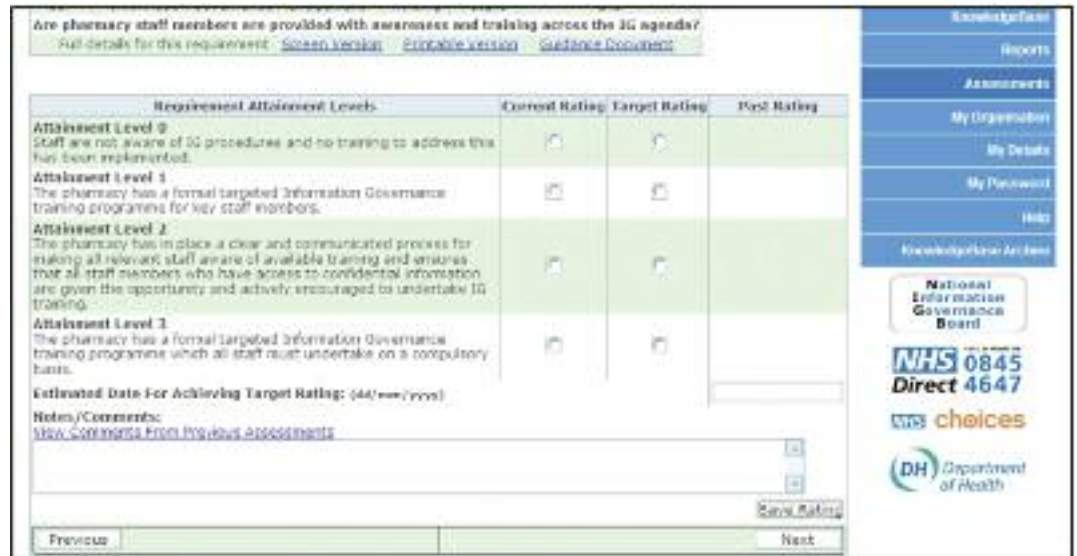 Are pharmacy staff members are provided with awareness and training across the IG agenda?
Full details for this requirement Screen Version Printable Version Guidance Document
Requirement Attainment Levels Current Rating Target Rating Past Rating
Attainment Level 0
Staff are not aware of IG procedures and no training to address this
has been implemented.
Attainment Level 1
The pharmacy has a formal targeted Information Governance
training programme for key staff members.
Attainment Level 2
The pharmacy has in place a clear and communicated process for
making all relevant staff aware of available training and ensures
that all staff members who have access to confidential information
are given the opportunity and actively encouraged to undertake IG
training.
Attainment Level 3
The pharmacy has a formal targeted Information Governance
training programme which all staff must undertake on a compulsory
basis.
Estimated Date For Achieving Target Rating: (dd/mm/yyyy)
Notes/Comments:
View Comments From Previous Assessments
Save Rating
Previous
Next
KnowledgeBase
Reports
Assessments
My Organisation
My Details
My Password
Help
KnowledgeBase Archive
National
Information
Governance
Board
NHS 0845
Direct 4647
NHS choices
DH Department
of Health